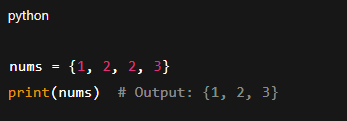 python
nums = {1, 2, 2, 3}
print(nums)  # Output: {1, 2, 3}